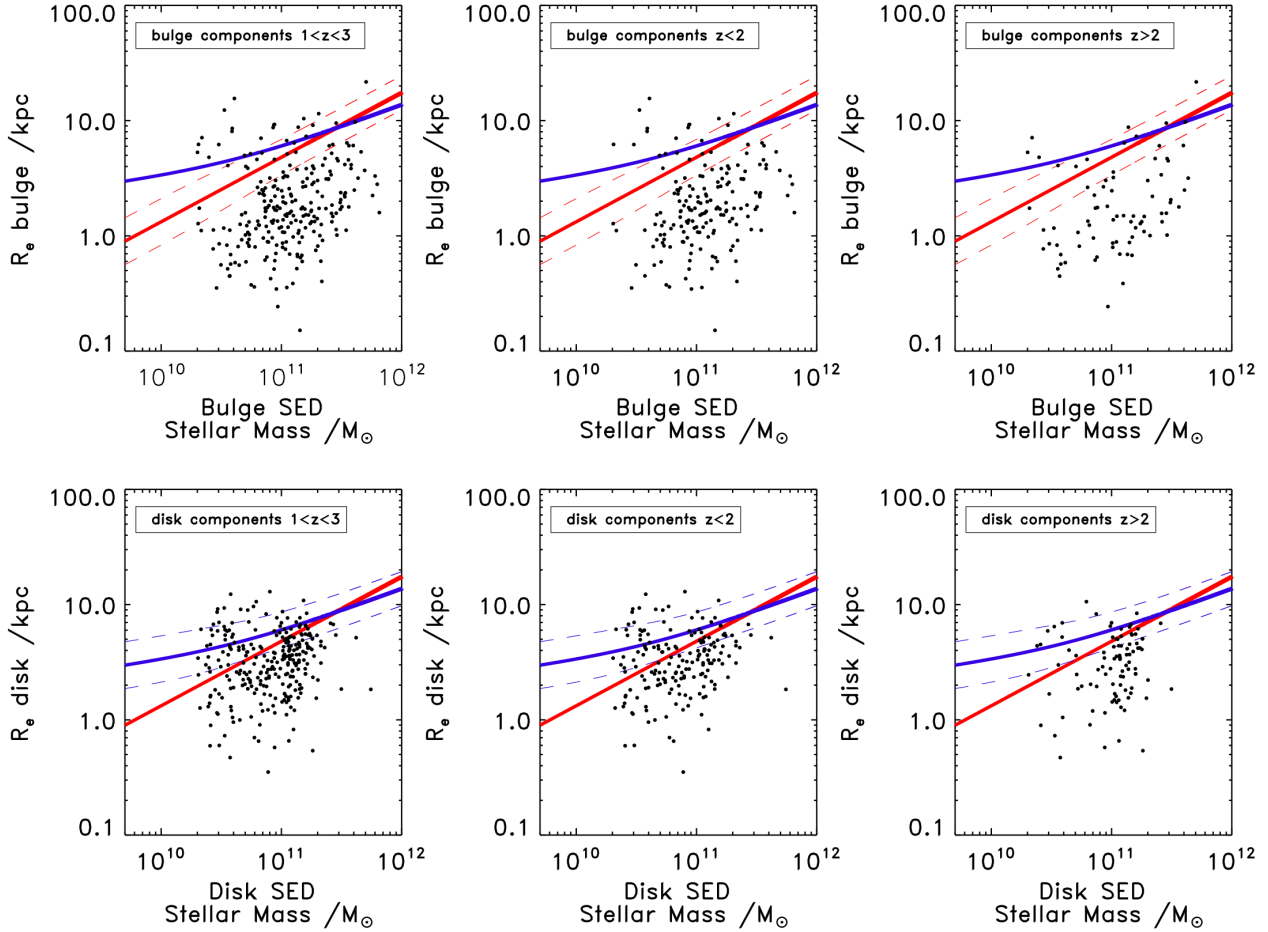 bulge components 1<z<3
100.0
10.0
1.0
0.1
R_e bulge /kpc
10^10
10^11
10^12
Bulge SED
Stellar Mass /M_⊙
bulge components z<2
100.0
10.0
1.0
0.1
R_e bulge /kpc
10^10
10^11
10^12
Bulge SED
Stellar Mass /M_⊙
bulge components z>2
100.0
10.0
1.0
0.1
R_e bulge /kpc
10^10
10^11
10^12
Bulge SED
Stellar Mass /M_⊙
disk components 1<z<3
100.0
10.0
1.0
0.1
R_e disk /kpc
10^10
10^11
10^12
Disk SED
Stellar Mass /M_⊙
disk components z<2
100.0
10.0
1.0
0.1
R_e disk /kpc
10^10
10^11
10^12
Disk SED
Stellar Mass /M_⊙
disk components z>2
100.0
10.0
1.0
0.1
R_e disk /kpc
10^10
10^11
10^12
Disk SED
Stellar Mass /M_⊙